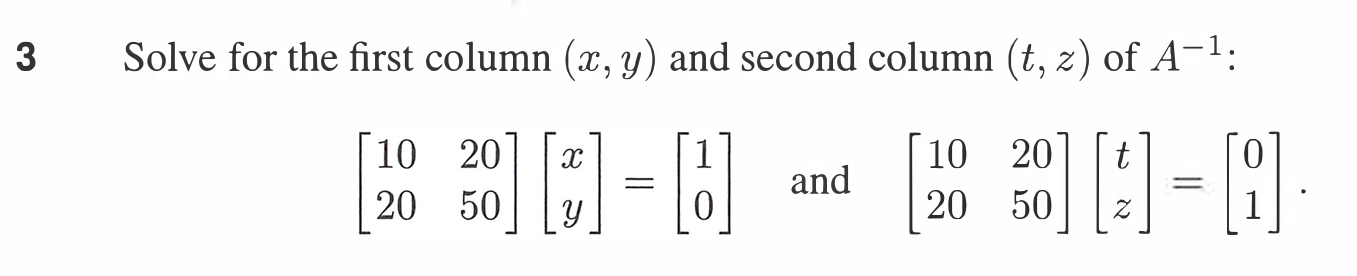 3 Solve for the first column (x, y) and second column (t, z) of A⁻¹:
[10 20; 20 50] [x; y] = [1; 0] and [10 20; 20 50] [t; z] = [0; 1] .